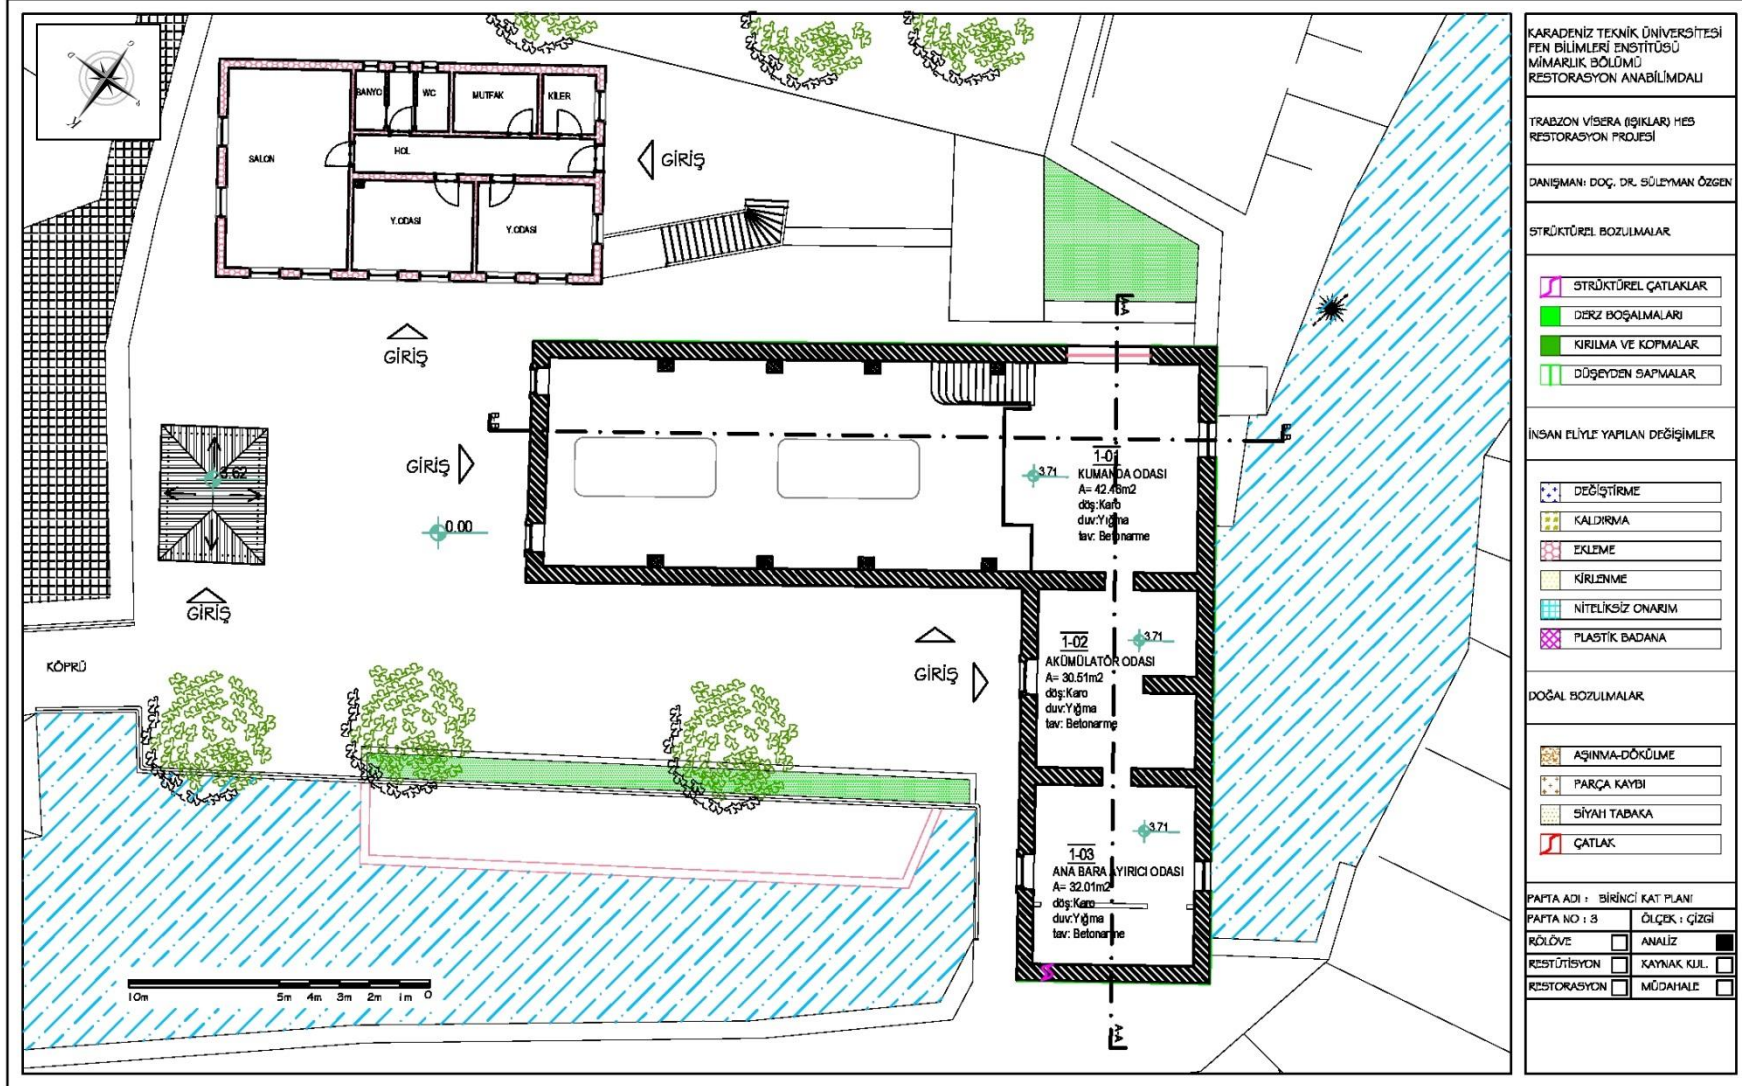 KARADENİZ TEKNİK ÜNİVERSİTESİ
FEN BİLİMLERİ ENSTİTÜSÜ
MİMARLIK BÖLÜMÜ
RESTORASYON ANABİLİMDALI
TRABZON VİSERA (IŞIKLAR) HES
RESTORASYON PROJESİ
DANIŞMAN: DOÇ. DR. SÜLEYMAN ÖZGEN
STRÜKTÜREL BOZULMALAR
STRÜKTÜREL ÇATLAKLAR
DERZ BOŞALMALARI
KIRILMA VE KOPMALAR
DÜŞEYDEN SAPMALAR
İNSAN ELİYLE YAPILAN DEĞİŞİMLER
DEĞİŞTİRME
KALDIRMA
EKLEME
KİRLENME
NİTELİKSİZ ONARIM
PLASTİK BADANA
DOĞAL BOZULMALAR
AŞINMA-DÖKÜLME
PARÇA KAYBI
SİYAH TABAKA
ÇATLAK
PAFTA ADI : BİRİNCİ KAT PLANI
PAFTA NO : 3 ÖLÇEK : ÇİZGİ
RÖLÖVE ANALİZ
RESTÜTİSYON KAYNAK KUL.
RESTORASYON MÜDAHALE
BANYO WC MUTFAK KİLER
SALON
HOL
Y.ODASI Y.ODASI
GİRİŞ
GİRİŞ
GİRİŞ
GİRİŞ
GİRİŞ
A-A
B-B
B-B
3.62
0.00
3.71
1-01
KUMANDA ODASI
A= 42.48m2
döş:Karo
duv:Yığma
tav: Betonarme
3.71
1-02
AKÜMÜLATÖR ODASI
A= 30.51m2
döş:Karo
duv:Yığma
tav: Betonarme
3.71
1-03
ANA BARA AYIRICI ODASI
A= 32.01m2
döş:Karo
duv:Yığma
tav: Betonarme
A-A
KÖPRÜ
10m 5m 4m 3m 2m 1m 0